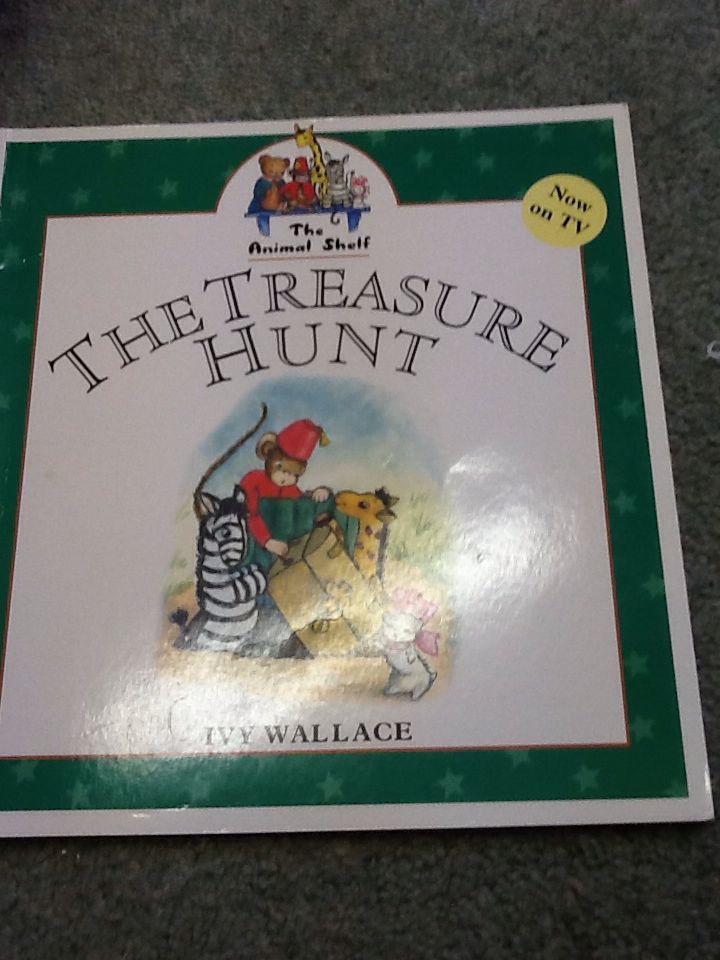 The
Animal Shelf
Now
on TV
THE TREASURE
HUNT
IVY WALLACE